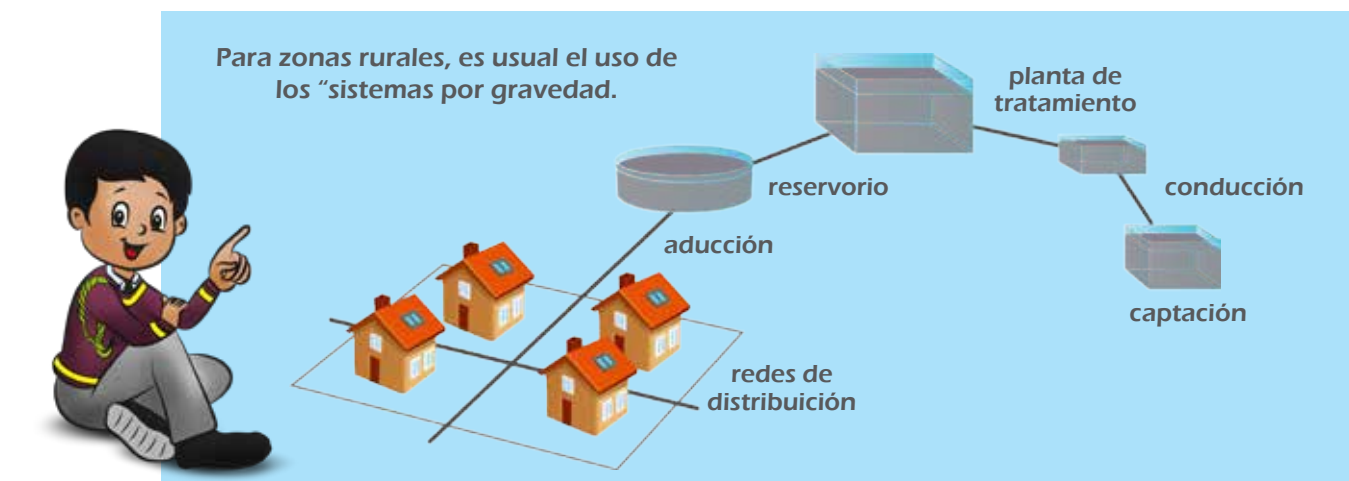 Para zonas rurales, es usual el uso de
los “sistemas por gravedad.
planta de
tratamiento
reservorio
conducción
aducción
captación
redes de
distribuición